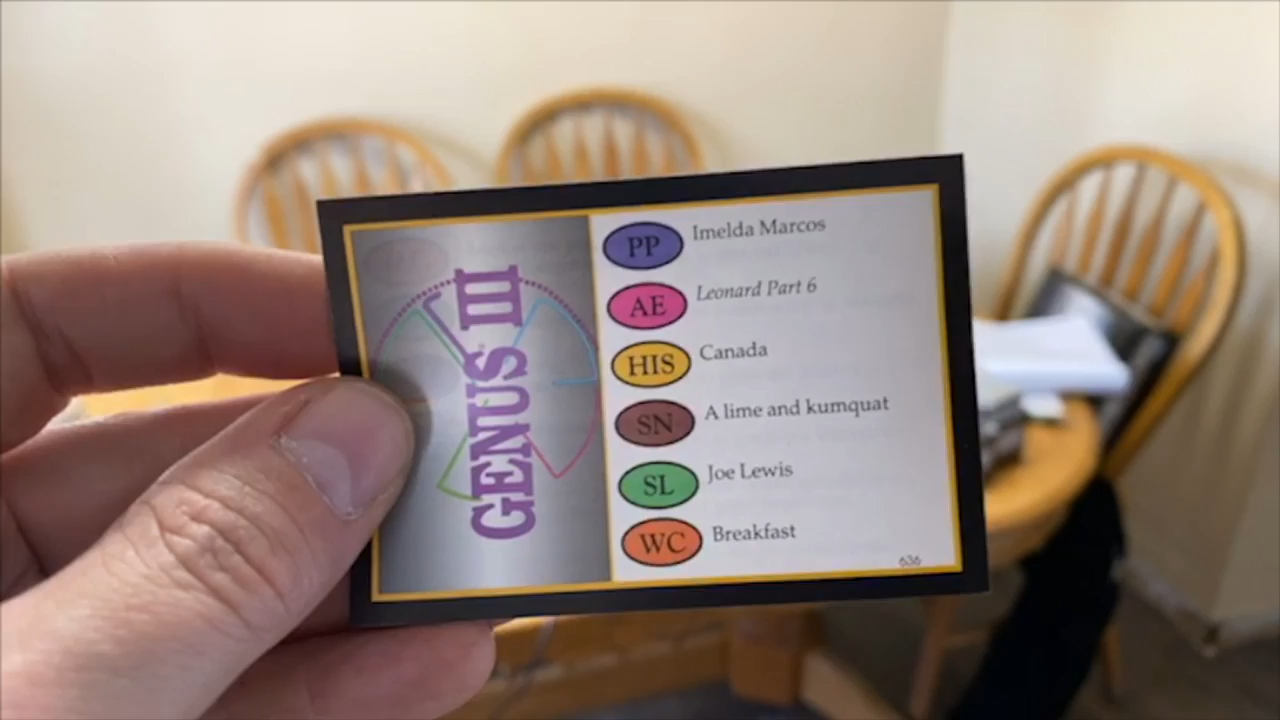 GENUS III
PP Imelda Marcos
AE Leonard Part 6
HIS Canada
SN A lime and kumquat
SL Joe Lewis
WC Breakfast
636